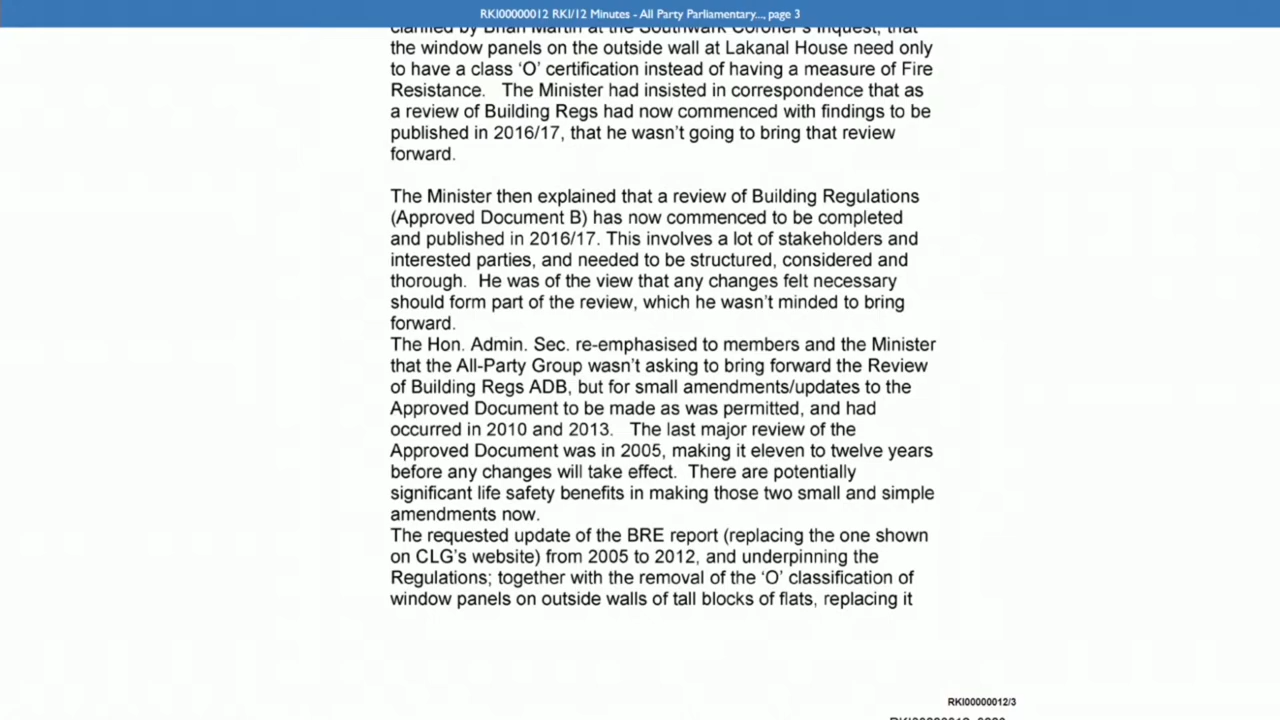 RKI00000012 RKI/12 Minutes - All Party Parliamentary..., page 3
clarified by Brian Martin at the Southwark Coroner's Inquest, that
the window panels on the outside wall at Lakanal House need only
to have a class ‘O’ certification instead of having a measure of Fire
Resistance. The Minister had insisted in correspondence that as
a review of Building Regs had now commenced with findings to be
published in 2016/17, that he wasn’t going to bring that review
forward.
The Minister then explained that a review of Building Regulations
(Approved Document B) has now commenced to be completed
and published in 2016/17. This involves a lot of stakeholders and
interested parties, and needed to be structured, considered and
thorough. He was of the view that any changes felt necessary
should form part of the review, which he wasn’t minded to bring
forward.
The Hon. Admin. Sec. re-emphasised to members and the Minister
that the All-Party Group wasn’t asking to bring forward the Review
of Building Regs ADB, but for small amendments/updates to the
Approved Document to be made as was permitted, and had
occurred in 2010 and 2013. The last major review of the
Approved Document was in 2005, making it eleven to twelve years
before any changes will take effect. There are potentially
significant life safety benefits in making those two small and simple
amendments now.
The requested update of the BRE report (replacing the one shown
on CLG’s website) from 2005 to 2012, and underpinning the
Regulations; together with the removal of the ‘O’ classification of
window panels on outside walls of tall blocks of flats, replacing it
RKI00000012/3